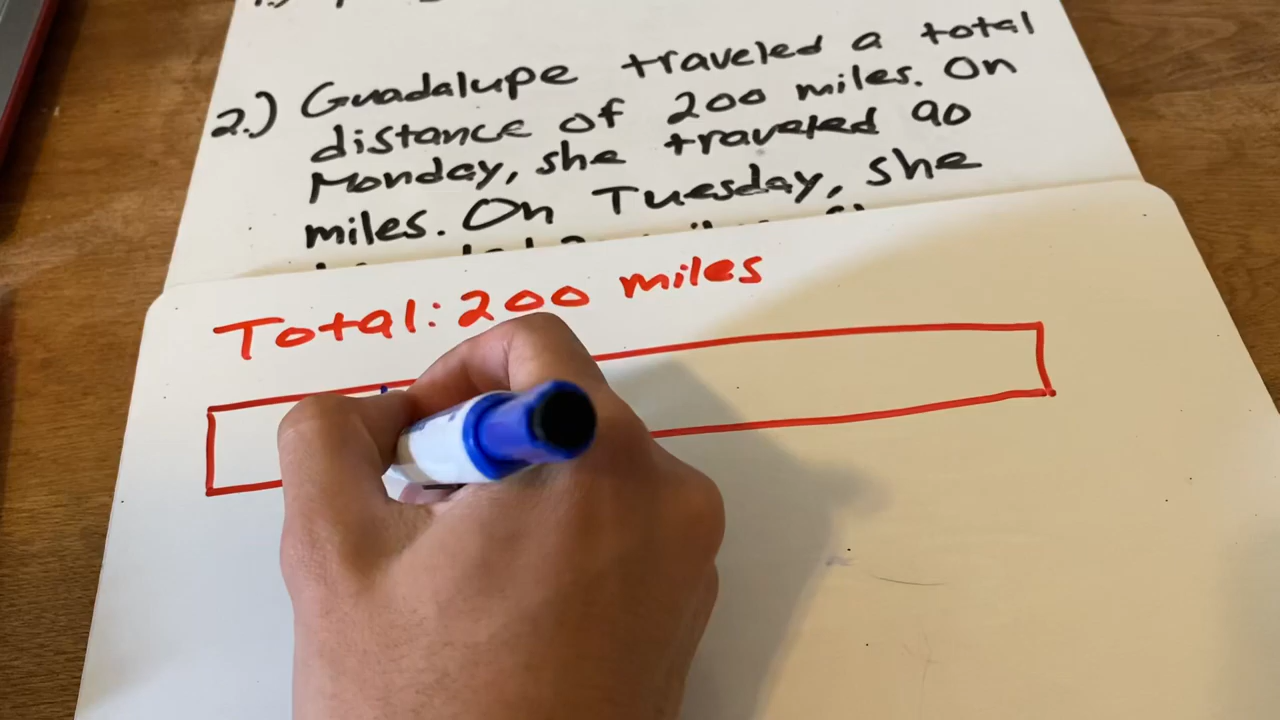 2.) Guadalupe traveled a total
distance of 200 miles. On
Monday, she traveled 90
miles. On Tuesday, she
Total: 200 miles